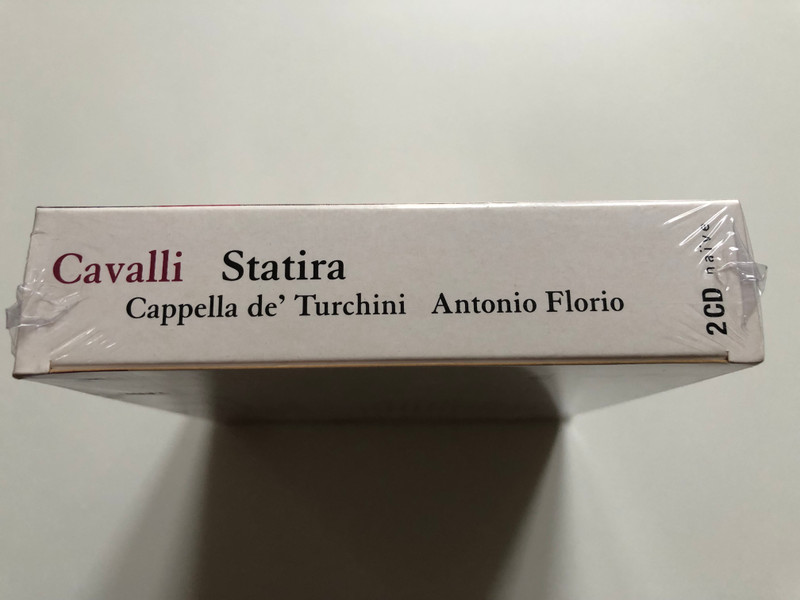 Cavalli Statira
Cappella de' Turchini Antonio Florio
2CD naïve